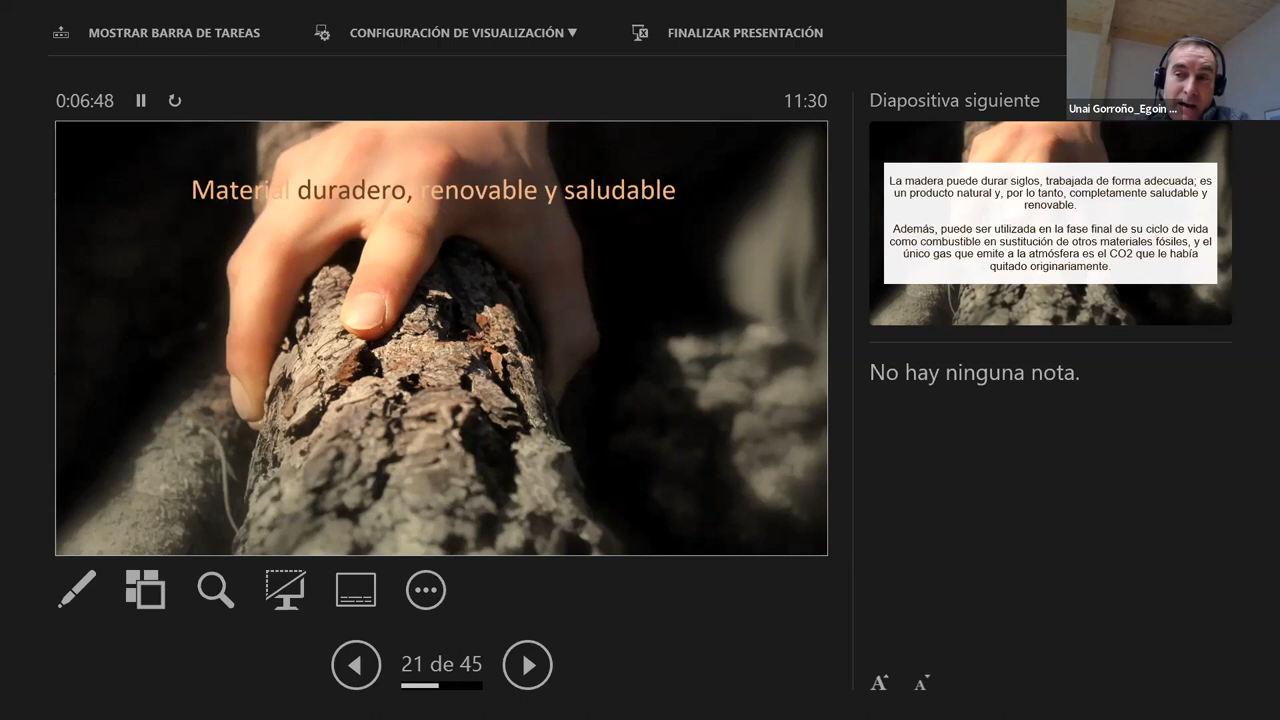 MOSTRAR BARRA DE TAREAS
CONFIGURACIÓN DE VISUALIZACIÓN ▼
FINALIZAR PRESENTACIÓN
Unai Gorroño_Egoin ...
0:06:48
11:30
Diapositiva siguiente
Material duradero, renovable y saludable
La madera puede durar siglos, trabajada de forma adecuada; es
un producto natural y, por lo tanto, completamente saludable y
renovable.
Además, puede ser utilizada en la fase final de su ciclo de vida
como combustible en sustitución de otros materiales fósiles, y el
único gas que emite a la atmósfera es el CO2 que le había
quitado originariamente.
No hay ninguna nota.
21 de 45
A A